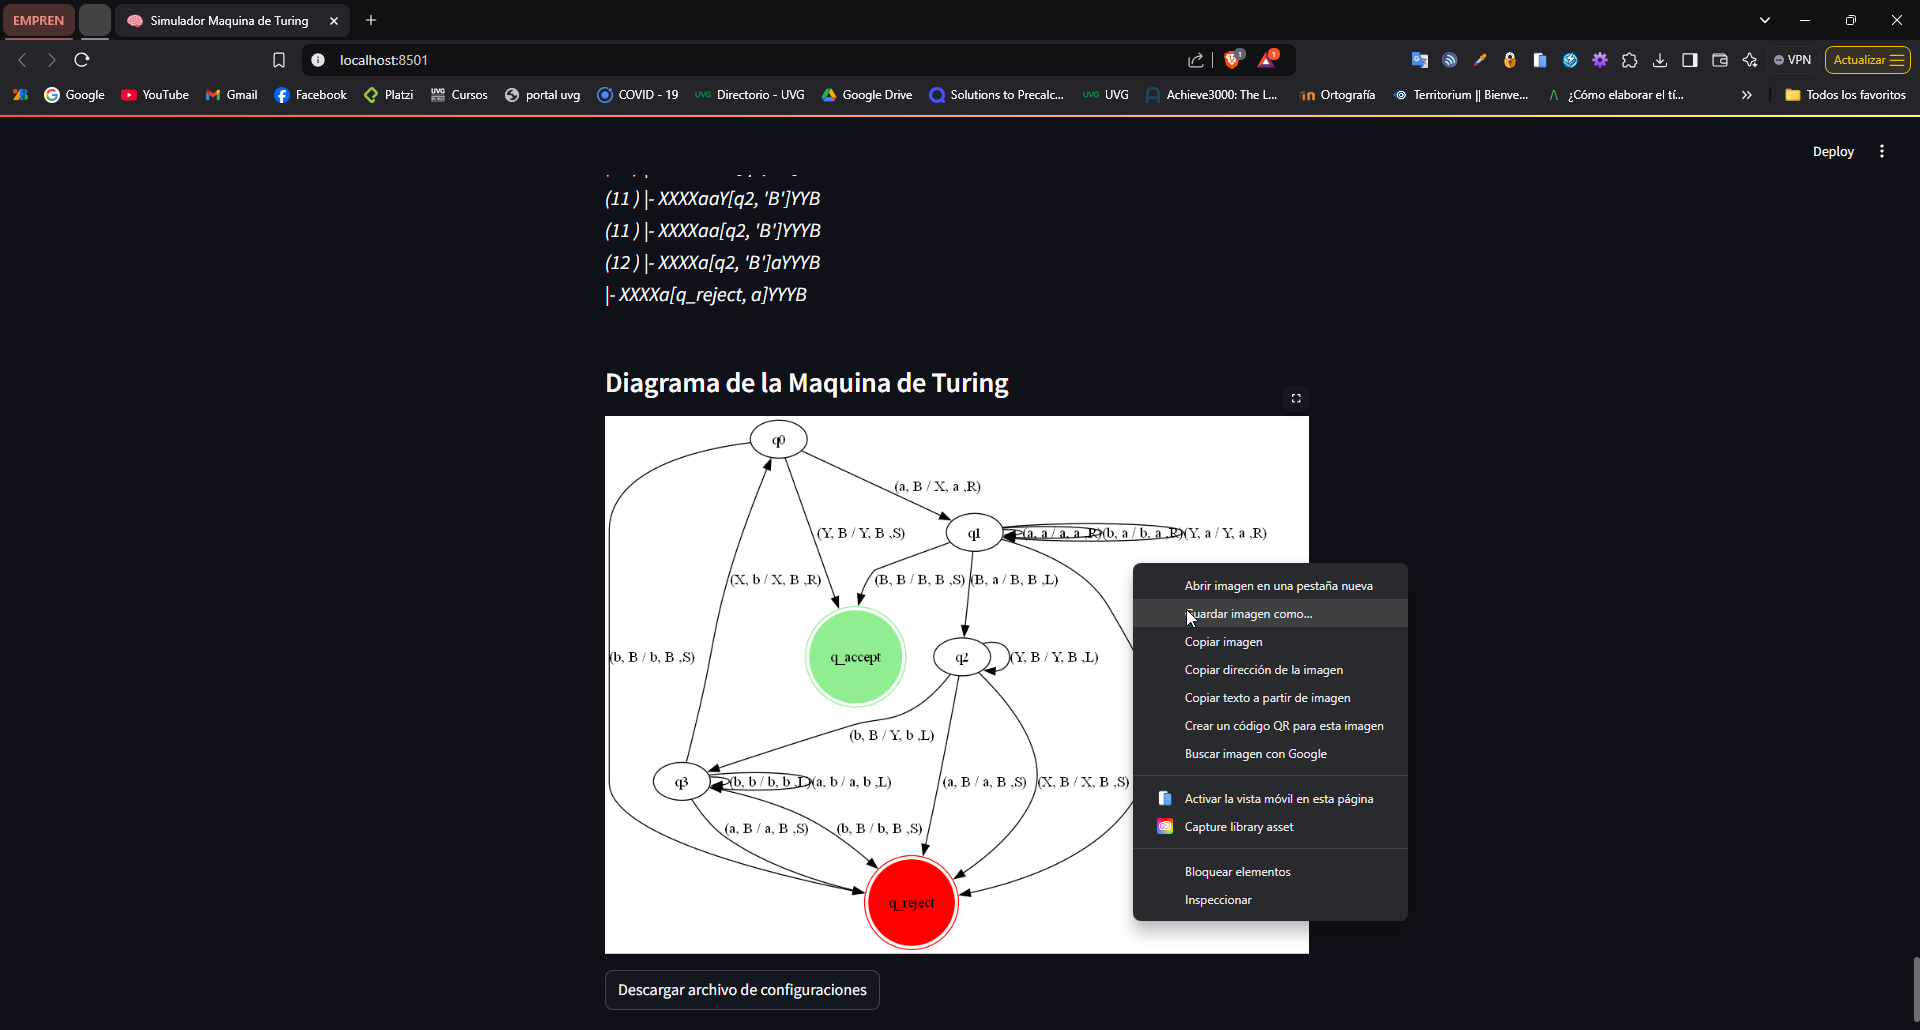 EMPREN
Simulador Maquina de Turing
localhost:8501
1
1
VPN
Actualizar
Google
YouTube
Gmail
Facebook
Platzi
UVG Cursos
portal uvg
COVID - 19
UVG Directorio - UVG
Google Drive
Solutions to Precalc...
UVG UVG
Achieve3000: The L...
Ortografía
Territorium || Bienve...
¿Cómo elaborar el tí...
Todos los favoritos
Deploy
(11 ) |- XXXXaaY[q2, 'B']YYB
(11 ) |- XXXXaa[q2, 'B']YYYB
(12 ) |- XXXXa[q2, 'B']aYYYB
|- XXXXa[q_reject, a]YYYB
Diagrama de la Maquina de Turing
q0
(a, B / X, a ,R)
(Y, B / Y, B ,S)
q1
(a, a / a, a ,R)
(b, a / b, a ,R)
(Y, a / Y, a ,R)
(X, b / X, B ,R)
(B, B / B, B ,S)
(B, a / B, B ,L)
(b, B / b, B ,S)
q_accept
q2
(Y, B / Y, B ,L)
(b, B / Y, b ,L)
q3
(b, b / b, b ,L)
(a, b / a, b ,L)
(a, B / a, B ,S)
(X, B / X, B ,S)
(a, B / a, B ,S)
(b, B / b, B ,S)
q_reject
Abrir imagen en una pestaña nueva
Guardar imagen como...
Copiar imagen
Copiar dirección de la imagen
Copiar texto a partir de imagen
Crear un código QR para esta imagen
Buscar imagen con Google
Activar la vista móvil en esta página
Capture library asset
Bloquear elementos
Inspeccionar
Descargar archivo de configuraciones